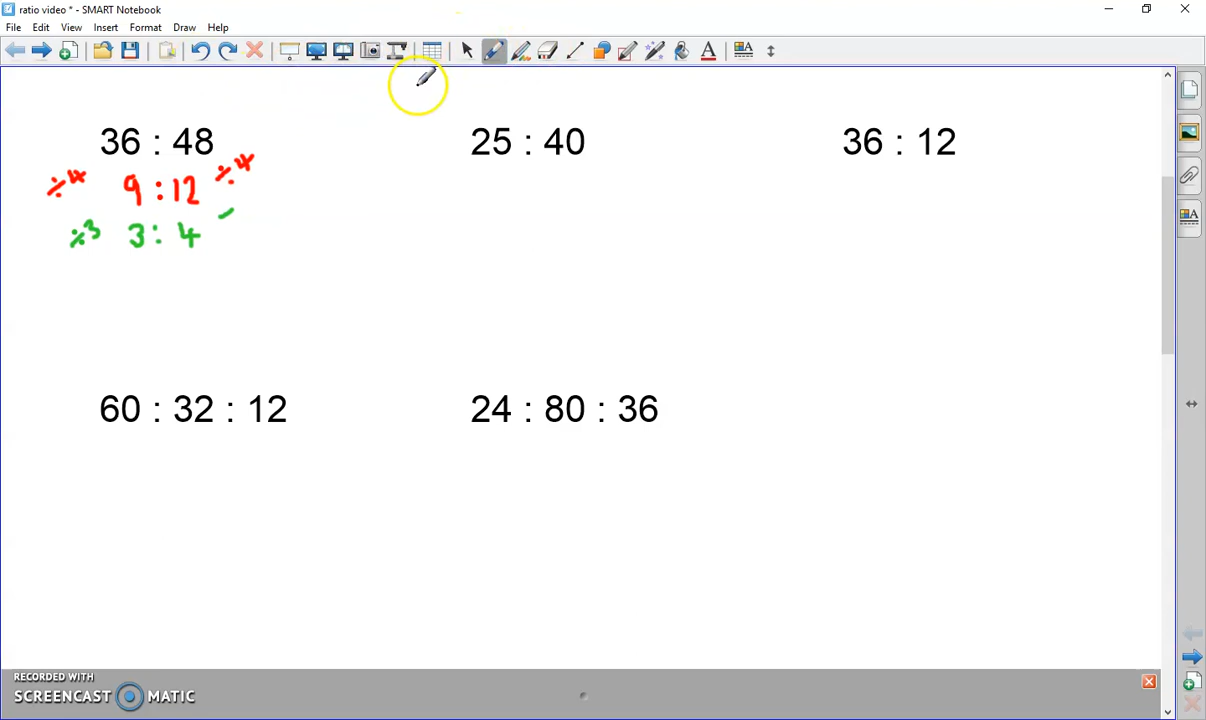 ratio video * - SMART Notebook
File Edit View Insert Format Draw Help
36 : 48
25 : 40
36 : 12
÷4 9 : 12 ÷4
÷3 3 : 4
60 : 32 : 12
24 : 80 : 36
RECORDED WITH
SCREENCAST MATIC